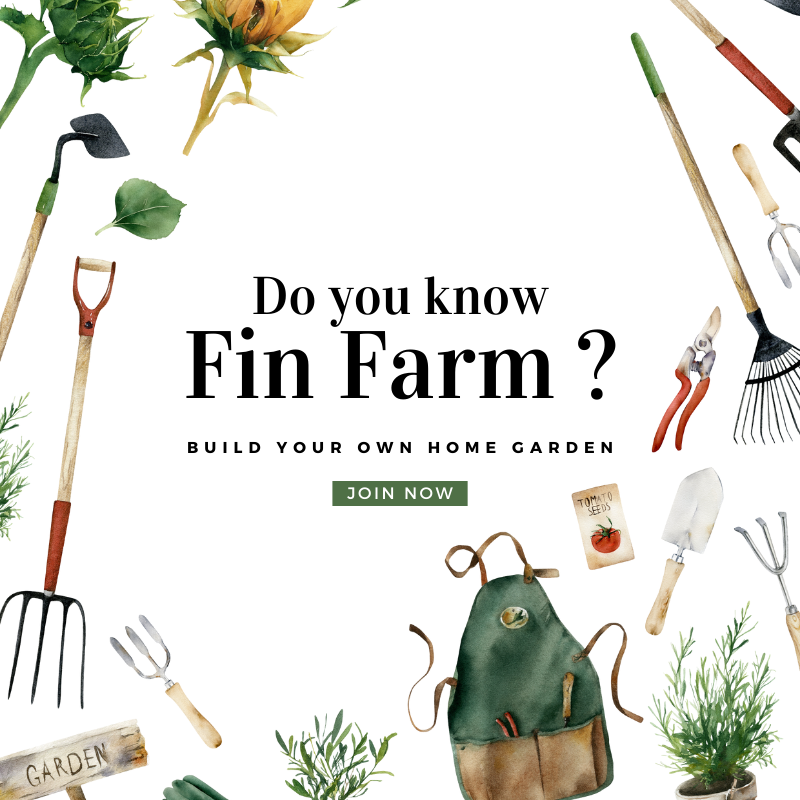 Do you know
Fin Farm ?
BUILD YOUR OWN HOME GARDEN
JOIN NOW
TOMATO
SEEDS
GARDEN